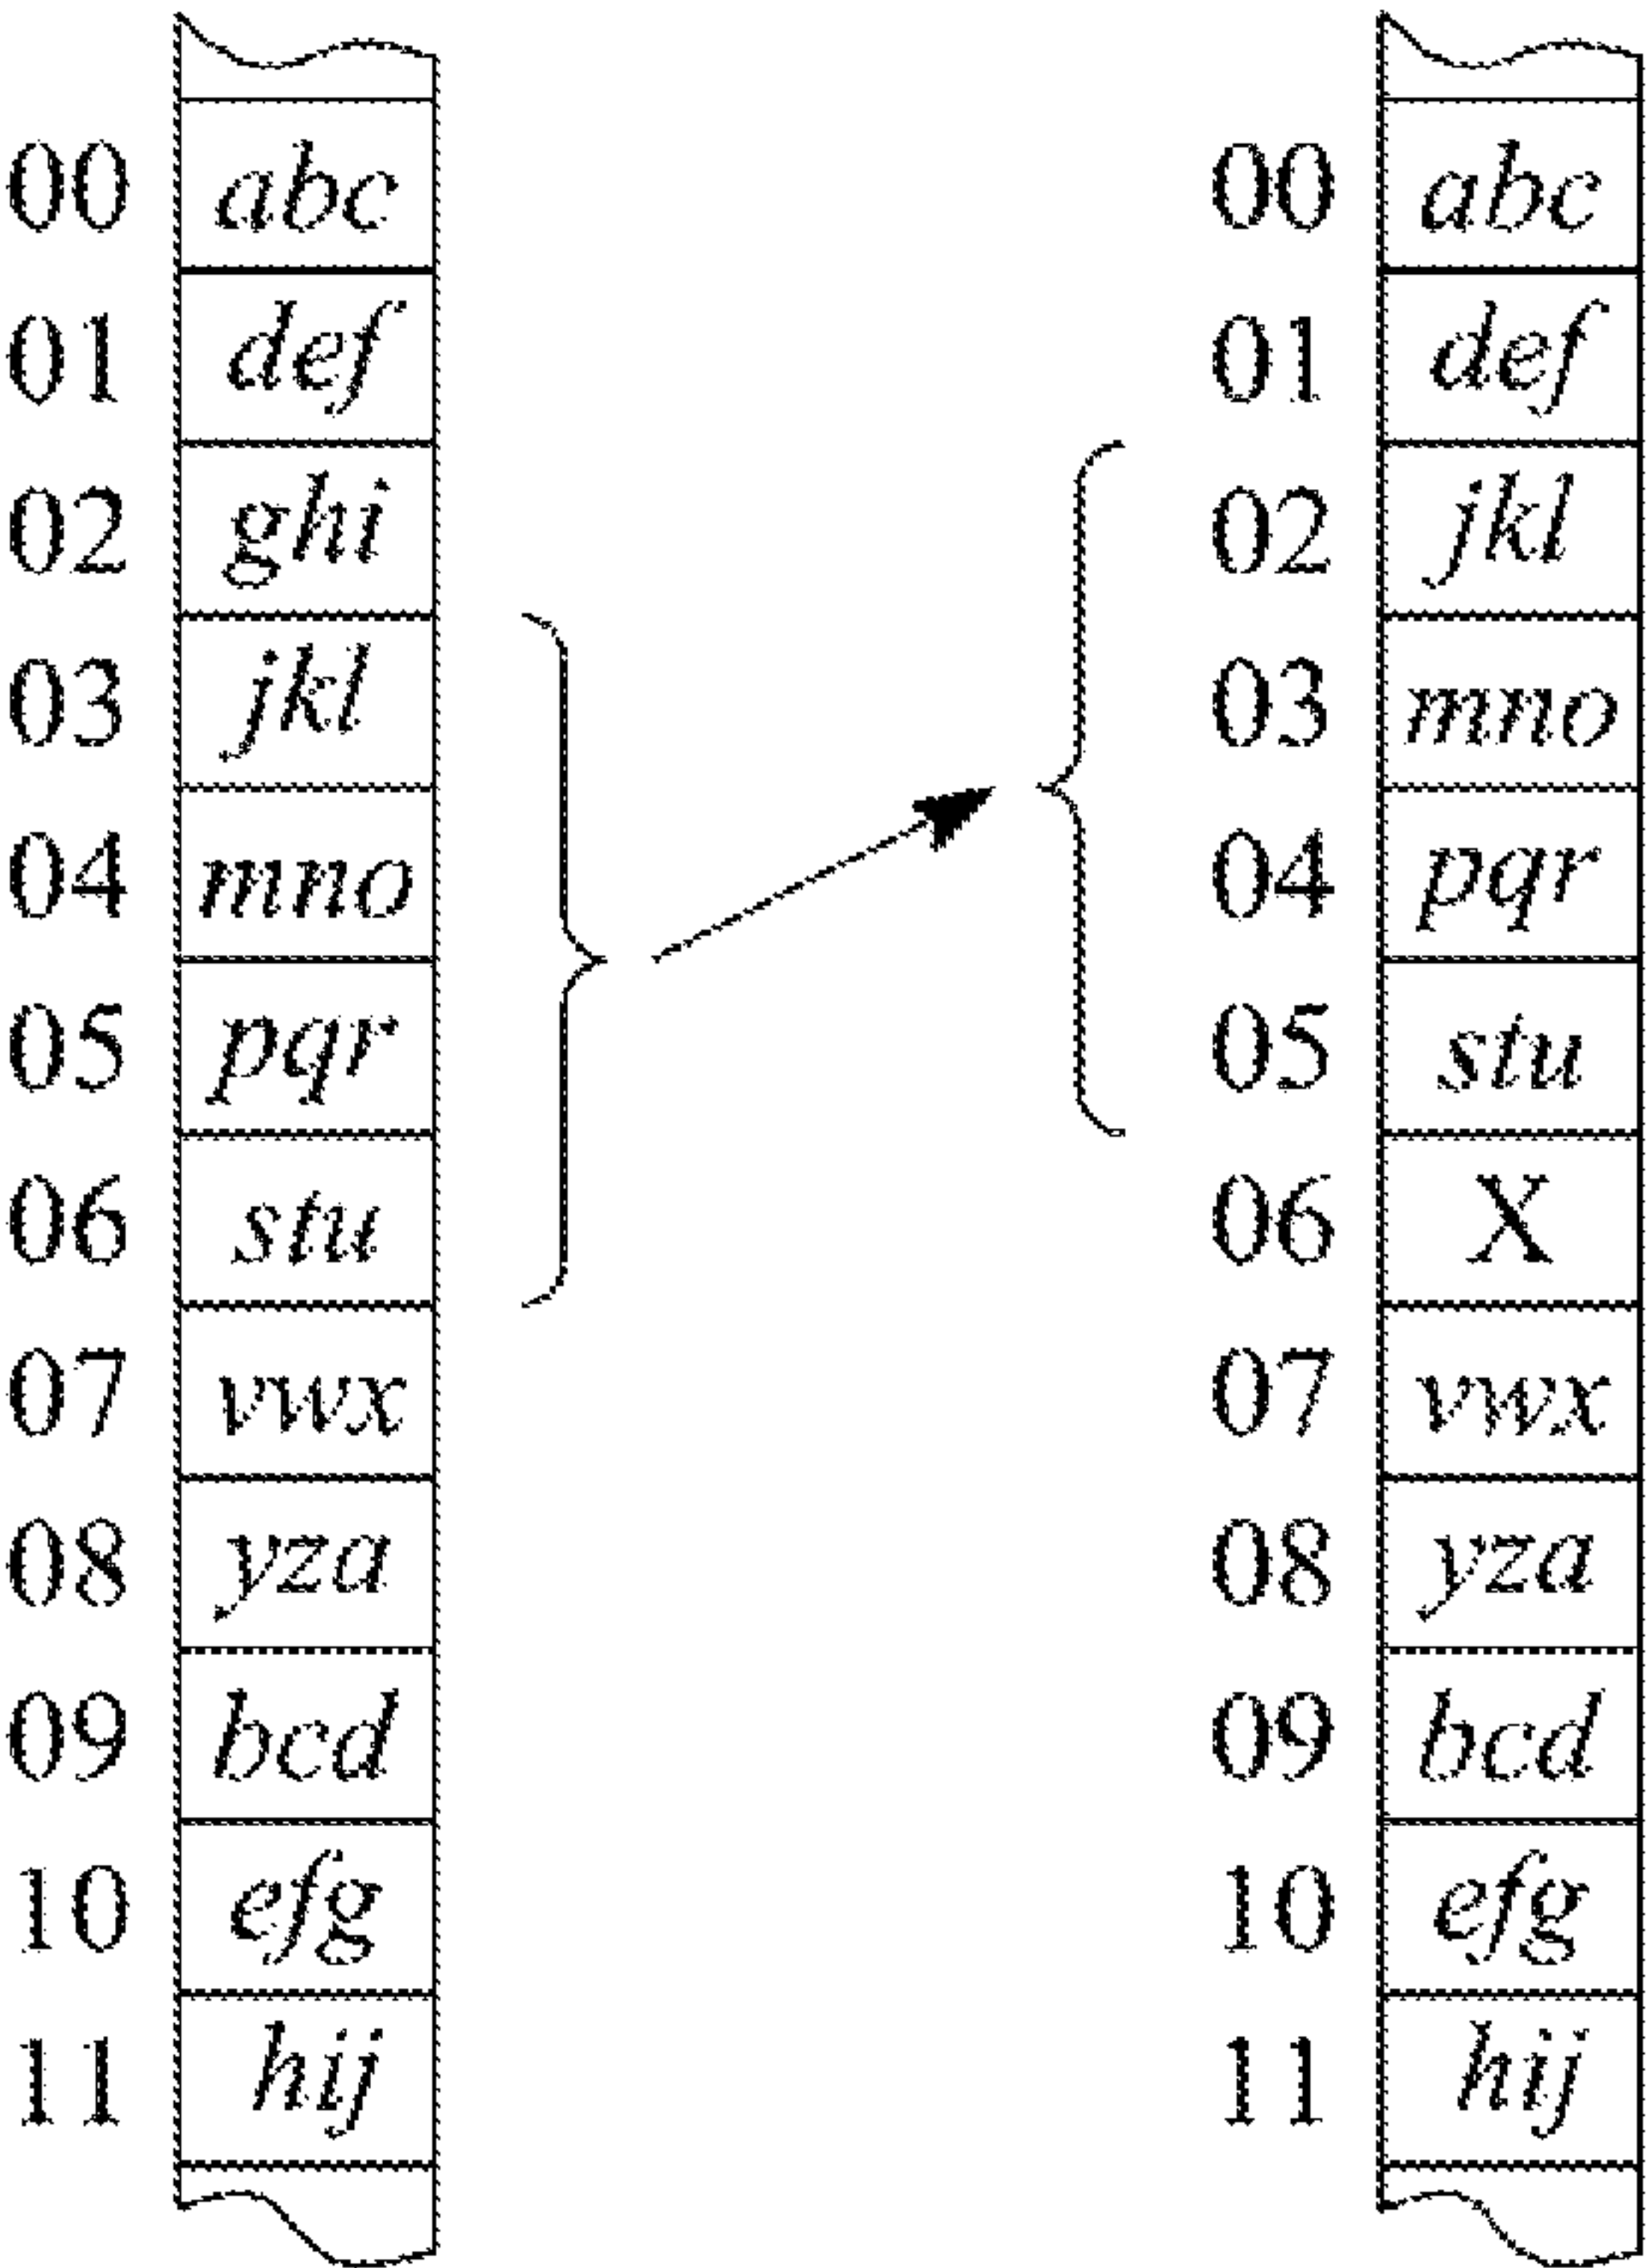 00 abc 00 abc
01 def 01 def
02 ghi 02 jkl
03 jkl 03 mno
04 mno 04 pqr
05 pqr 05 stu
06 stu 06 X
07 vwx 07 vwx
08 yza 08 yza
09 bcd 09 bcd
10 efg 10 efg
11 hij 11 hij